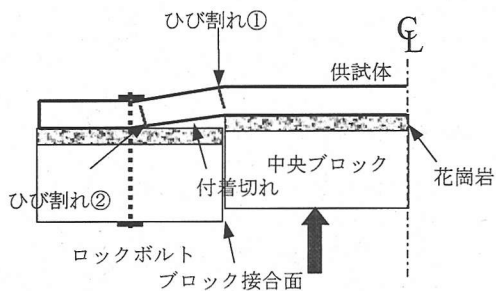 ひび割れ①
℄
供試体
中央ブロック
花崗岩
付着切れ
ひび割れ②
ロックボルト
ブロック接合面